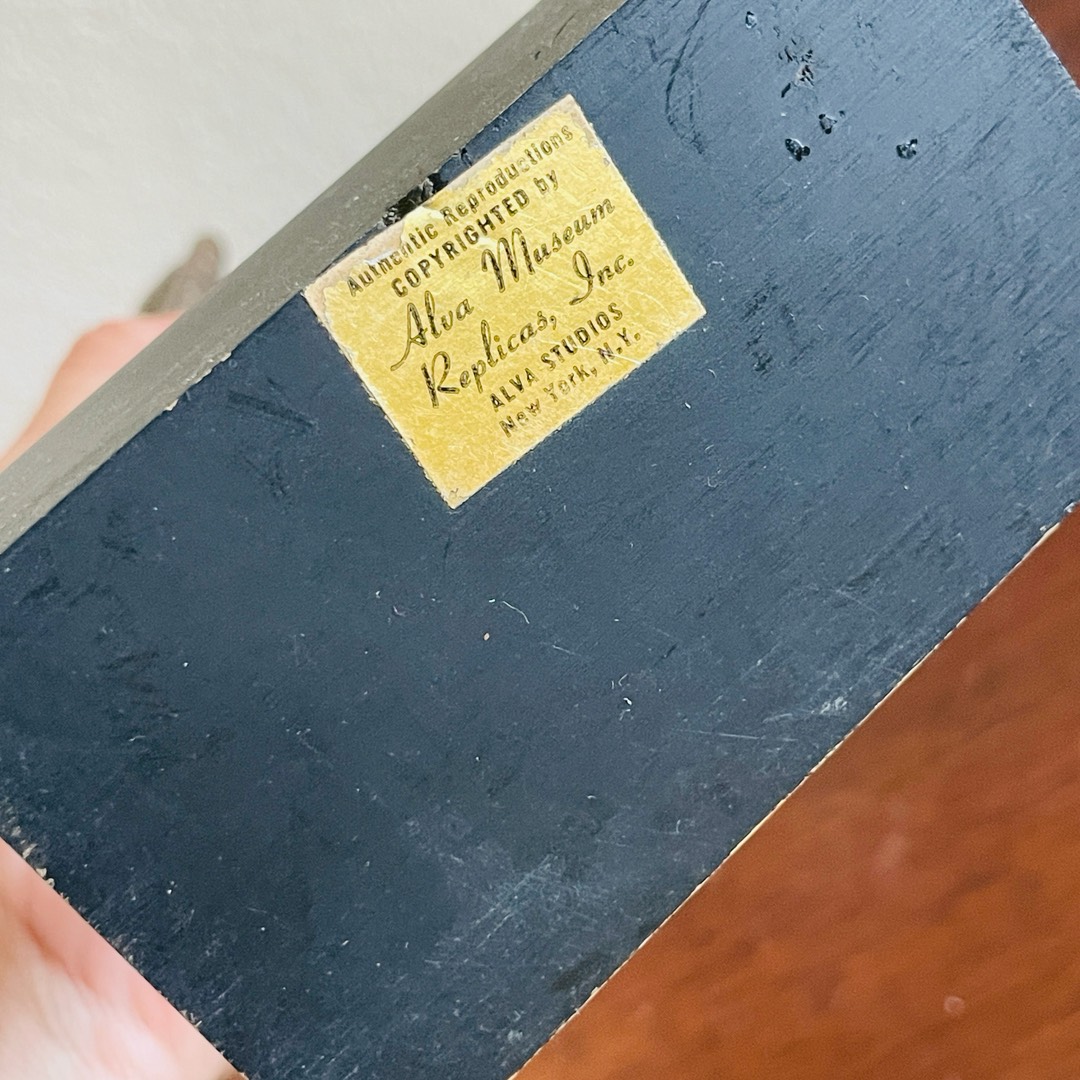 Authentic Reproductions
COPYRIGHTED by
Alva Museum
Replicas, Inc.
ALVA STUDIOS
New York, N.Y.